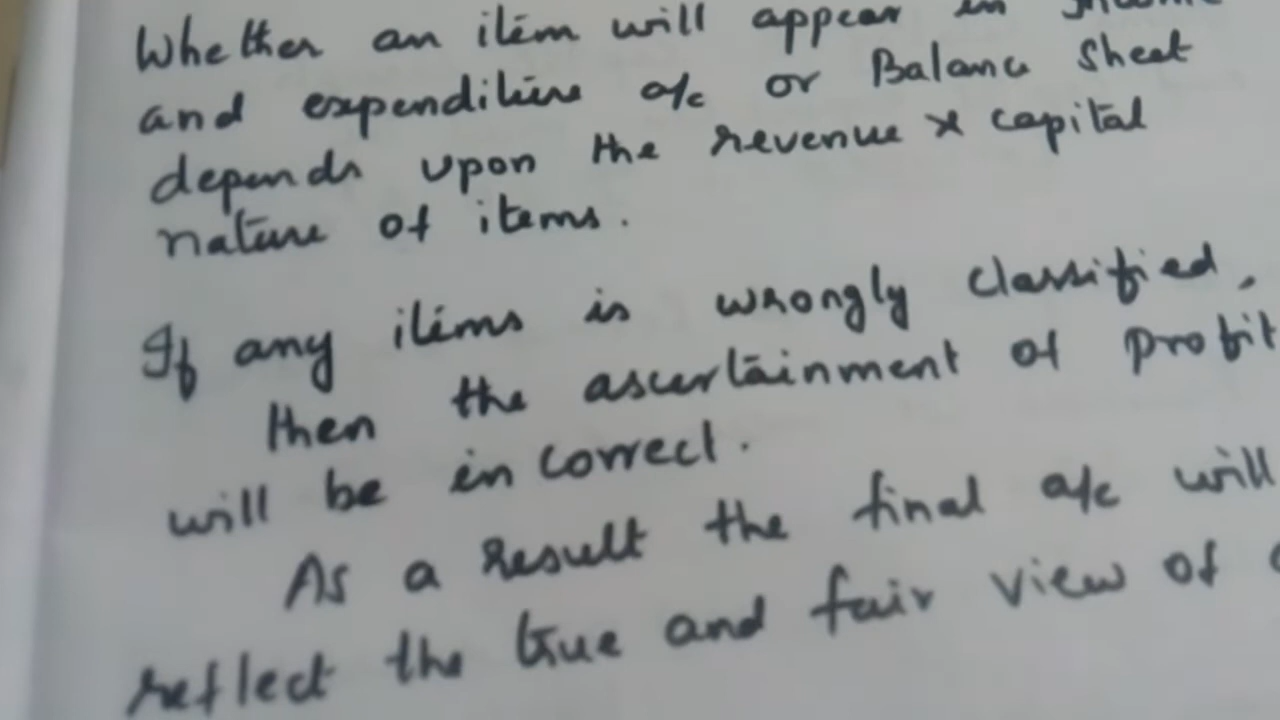 Whether an item will appear in Income
and expenditure a/c or Balance Sheet
depends upon the revenue & capital
nature of items.
If any items is wrongly classified,
then the ascertainment of profit
will be incorrect.
As a result the final a/c will
reflect the true and fair view of